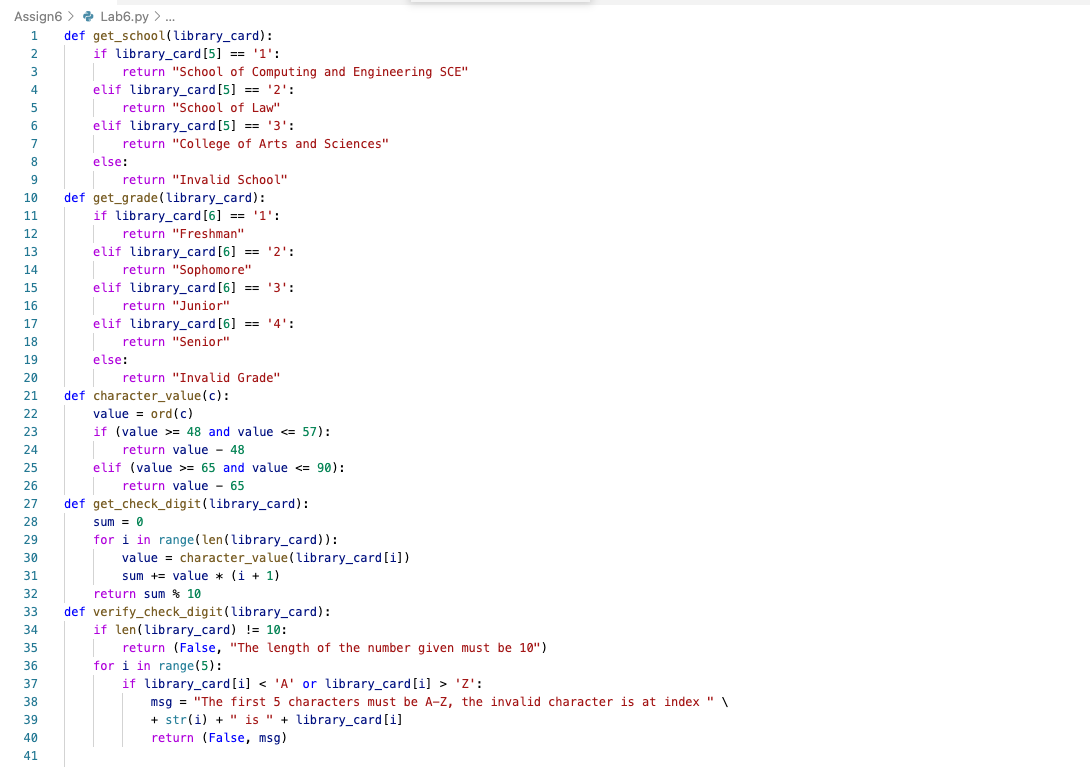 Assign6 > Lab6.py > ...
1 def get_school(library_card):
2     if library_card[5] == '1':
3         return "School of Computing and Engineering SCE"
4     elif library_card[5] == '2':
5         return "School of Law"
6     elif library_card[5] == '3':
7         return "College of Arts and Sciences"
8     else:
9         return "Invalid School"
10 def get_grade(library_card):
11     if library_card[6] == '1':
12         return "Freshman"
13     elif library_card[6] == '2':
14         return "Sophomore"
15     elif library_card[6] == '3':
16         return "Junior"
17     elif library_card[6] == '4':
18         return "Senior"
19     else:
20         return "Invalid Grade"
21 def character_value(c):
22     value = ord(c)
23     if (value >= 48 and value <= 57):
24         return value - 48
25     elif (value >= 65 and value <= 90):
26         return value - 65
27 def get_check_digit(library_card):
28     sum = 0
29     for i in range(len(library_card)):
30         value = character_value(library_card[i])
31         sum += value * (i + 1)
32     return sum % 10
33 def verify_check_digit(library_card):
34     if len(library_card) != 10:
35         return (False, "The length of the number given must be 10")
36     for i in range(5):
37         if library_card[i] < 'A' or library_card[i] > 'Z':
38             msg = "The first 5 characters must be A-Z, the invalid character is at index " \
39             + str(i) + " is " + library_card[i]
40             return (False, msg)
41